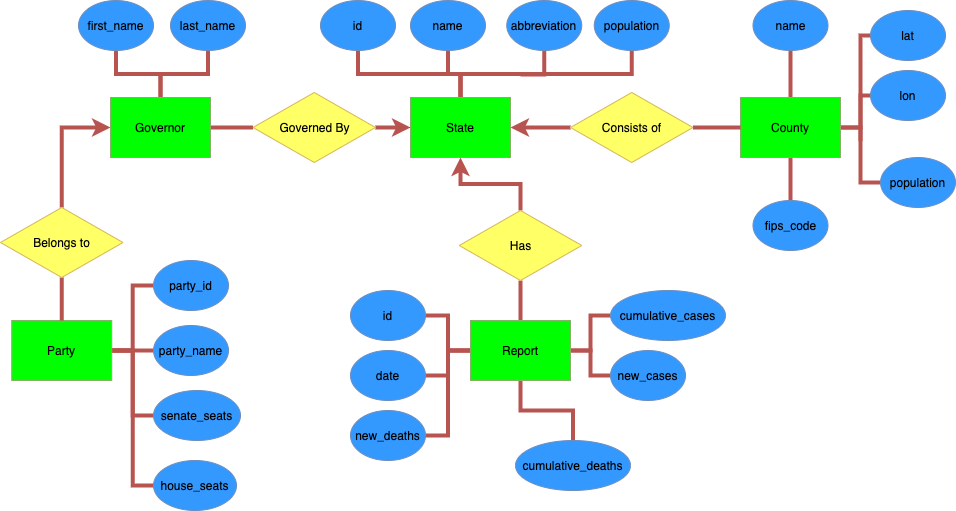 first_name
last_name
id
name
abbreviation
population
name
lat
lon
Governor
Governed By
State
Consists of
County
population
fips_code
Belongs to
Has
party_id
Party
party_name
senate_seats
house_seats
id
date
new_deaths
Report
cumulative_cases
new_cases
cumulative_deaths